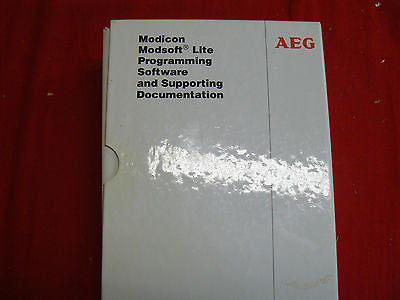 Modicon
Modsoft® Lite
Programming
Software
and Supporting
Documentation
AEG